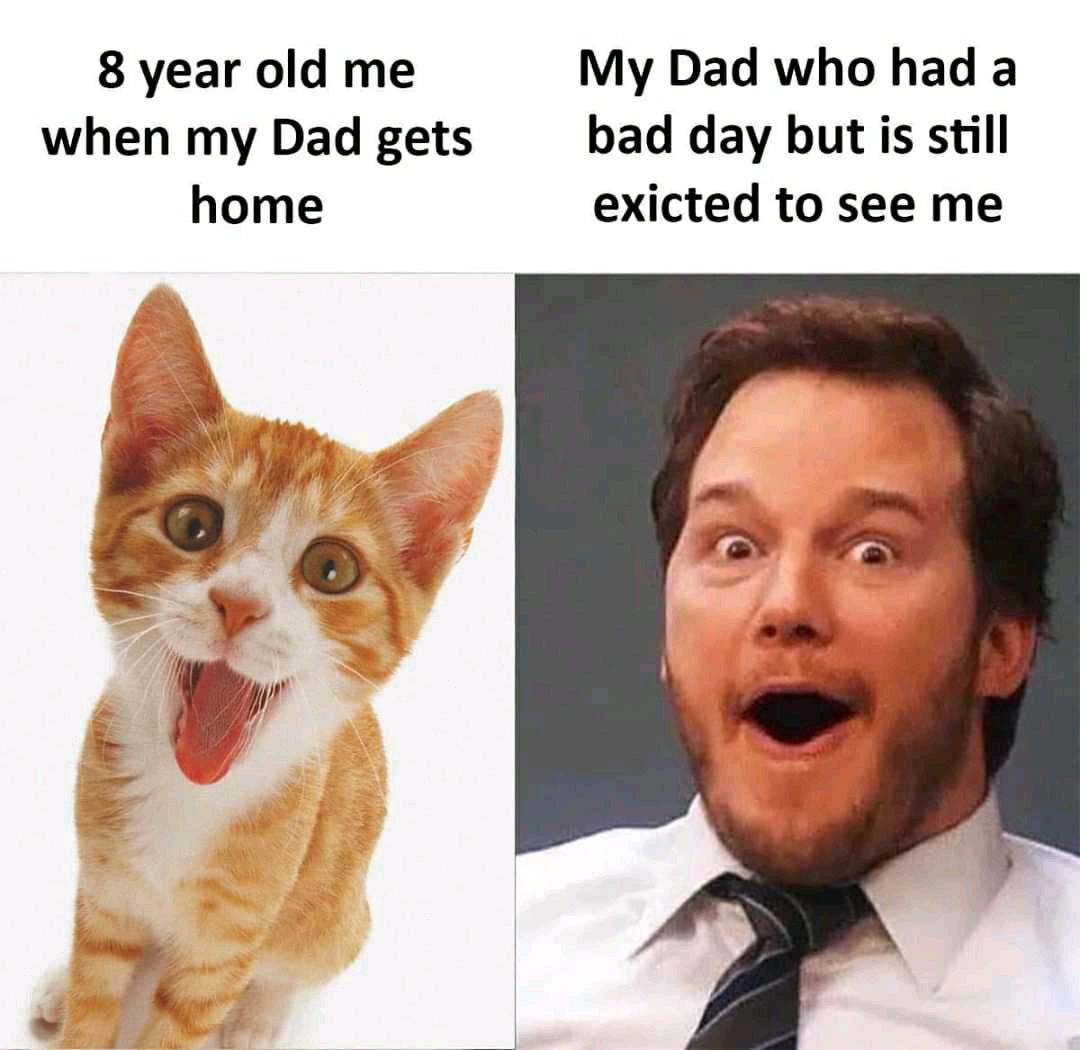 8 year old me
when my Dad gets
home
My Dad who had a
bad day but is still
exicted to see me